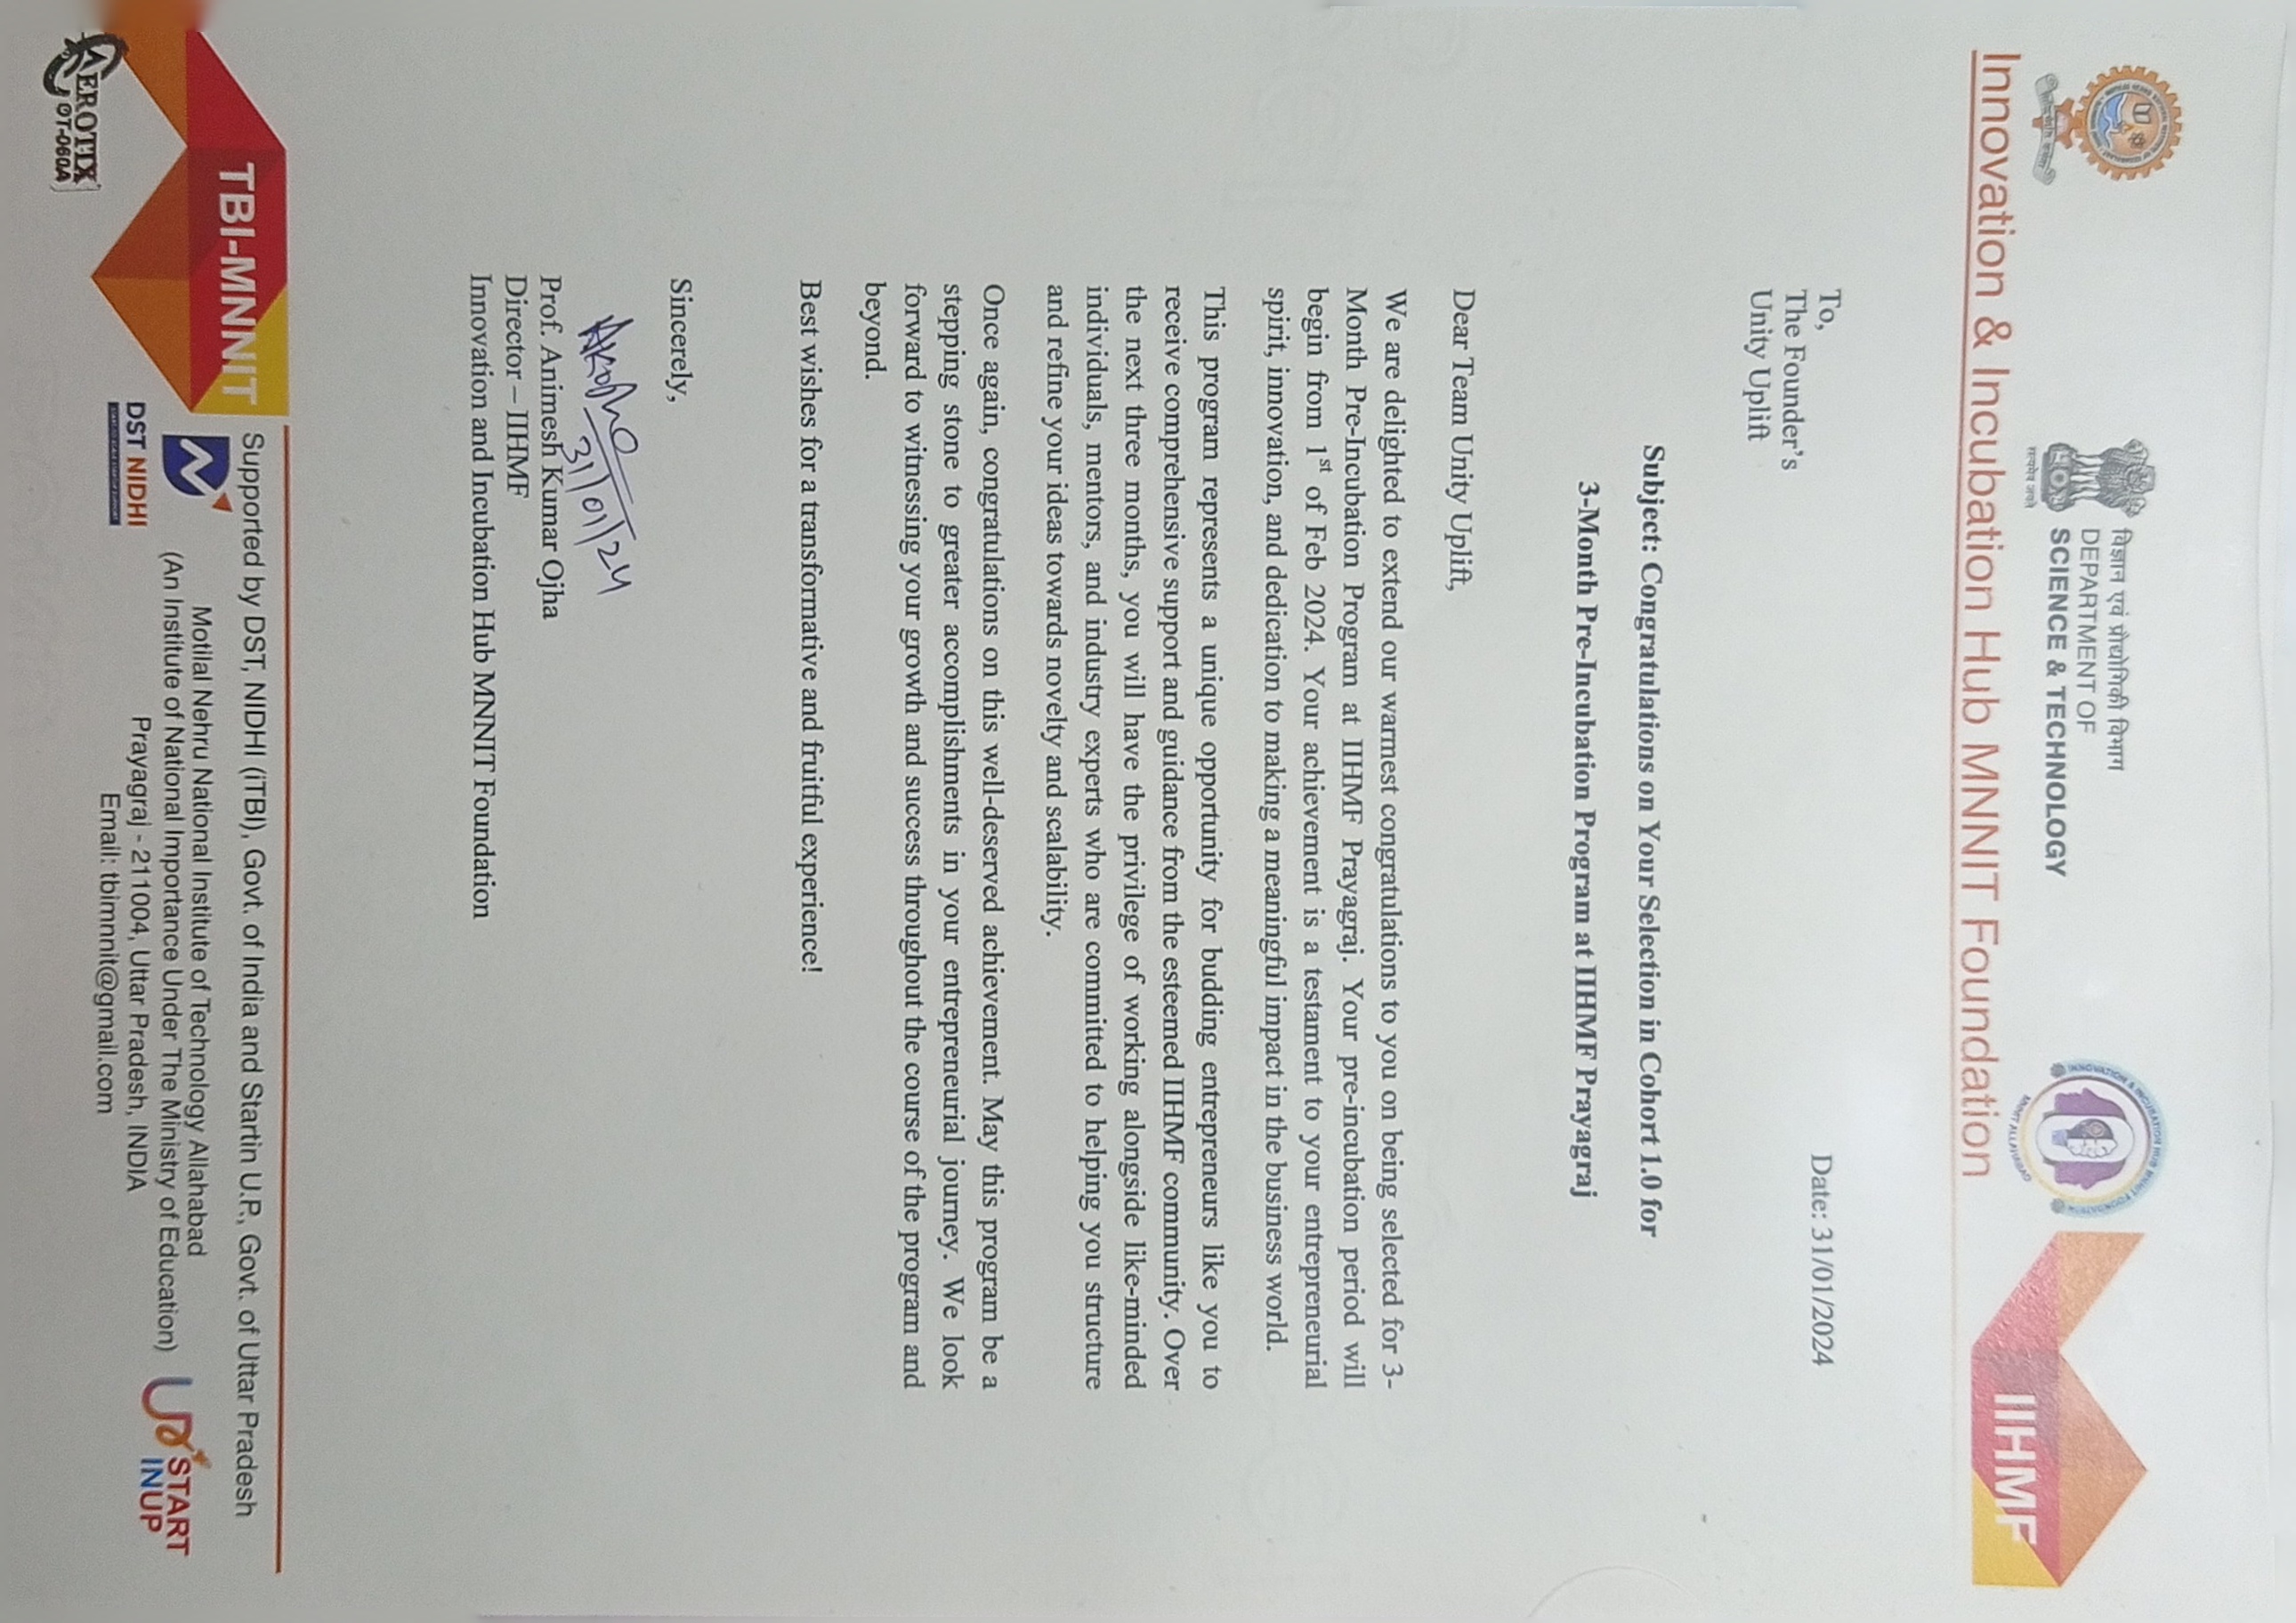 विज्ञान एवं प्रौद्योगिकी विभाग
DEPARTMENT OF
SCIENCE & TECHNOLOGY
सत्यमेव जयते
INNOVATION & INCUBATION HUB MNNIT FOUNDATION
MNNIT ALLAHABAD
IIHMF
Innovation & Incubation Hub MNNIT Foundation
To,
Date: 31/01/2024
The Founder's
Unity Uplift
Subject: Congratulations on Your Selection in Cohort 1.0 for
3-Month Pre-Incubation Program at IIHMF Prayagraj
Dear Team Unity Uplift,
We are delighted to extend our warmest congratulations to you on being selected for 3-
Month Pre-Incubation Program at IIHMF Prayagraj. Your pre-incubation period will
begin from 1st of Feb 2024. Your achievement is a testament to your entrepreneurial
spirit, innovation, and dedication to making a meaningful impact in the business world.
This program represents a unique opportunity for budding entrepreneurs like you to
receive comprehensive support and guidance from the esteemed IIHMF community. Over
the next three months, you will have the privilege of working alongside like-minded
individuals, mentors, and industry experts who are committed to helping you structure
and refine your ideas towards novelty and scalability.
Once again, congratulations on this well-deserved achievement. May this program be a
stepping stone to greater accomplishments in your entrepreneurial journey. We look
forward to witnessing your growth and success throughout the course of the program and
beyond.
Best wishes for a transformative and fruitful experience!
Sincerely,
31/01/24
Prof. Animesh Kumar Ojha
Director – IIHMF
Innovation and Incubation Hub MNNIT Foundation
TBI-MNNIT
Supported by DST, NIDHI (iTBI), Govt. of India and Startin U.P., Govt. of Uttar Pradesh
Motilal Nehru National Institute of Technology Allahabad
(An Institute of National Importance Under The Ministry of Education)
Prayagraj - 211004, Uttar Pradesh, INDIA
Email: tbimnnit@gmail.com
DST NIDHI
UP START
INUP
AEROTIX
OT-060A